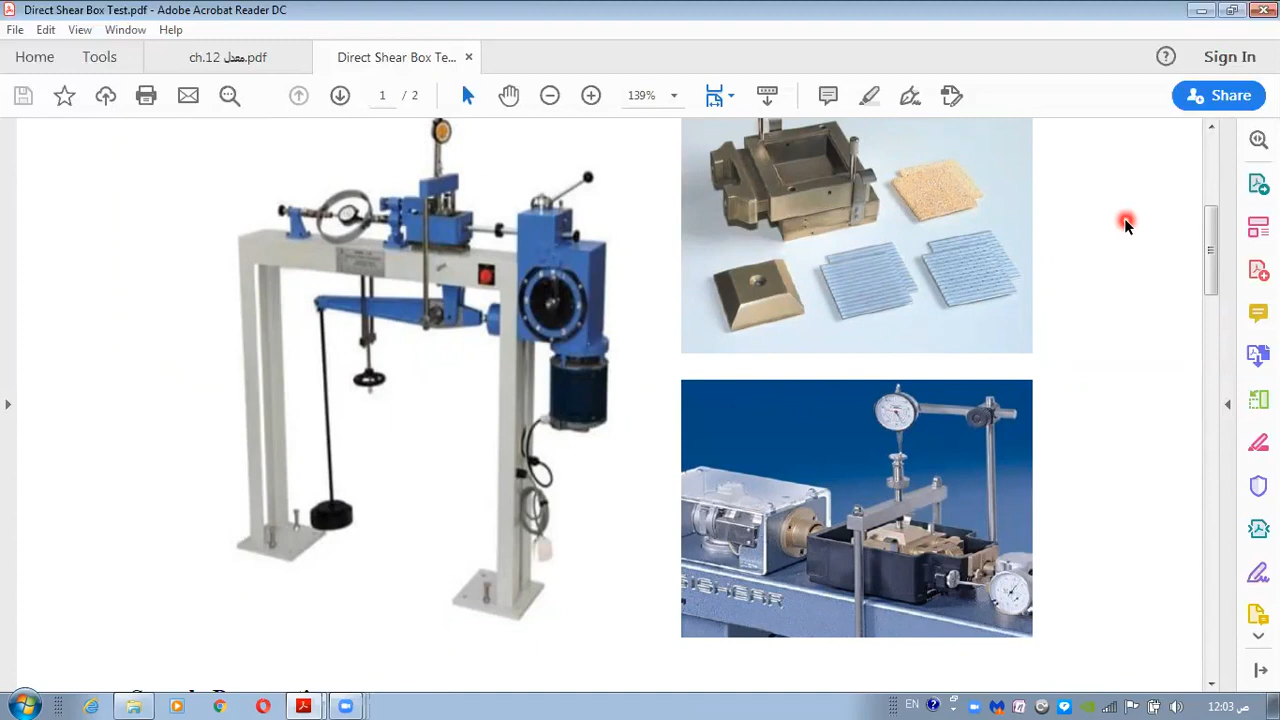 Direct Shear Box Test.pdf - Adobe Acrobat Reader DC
File Edit View Window Help
Home Tools ch.12 معدل.pdf Direct Shear Box Te... × Sign In
1 / 2 139% Share
EN 12:03 ص